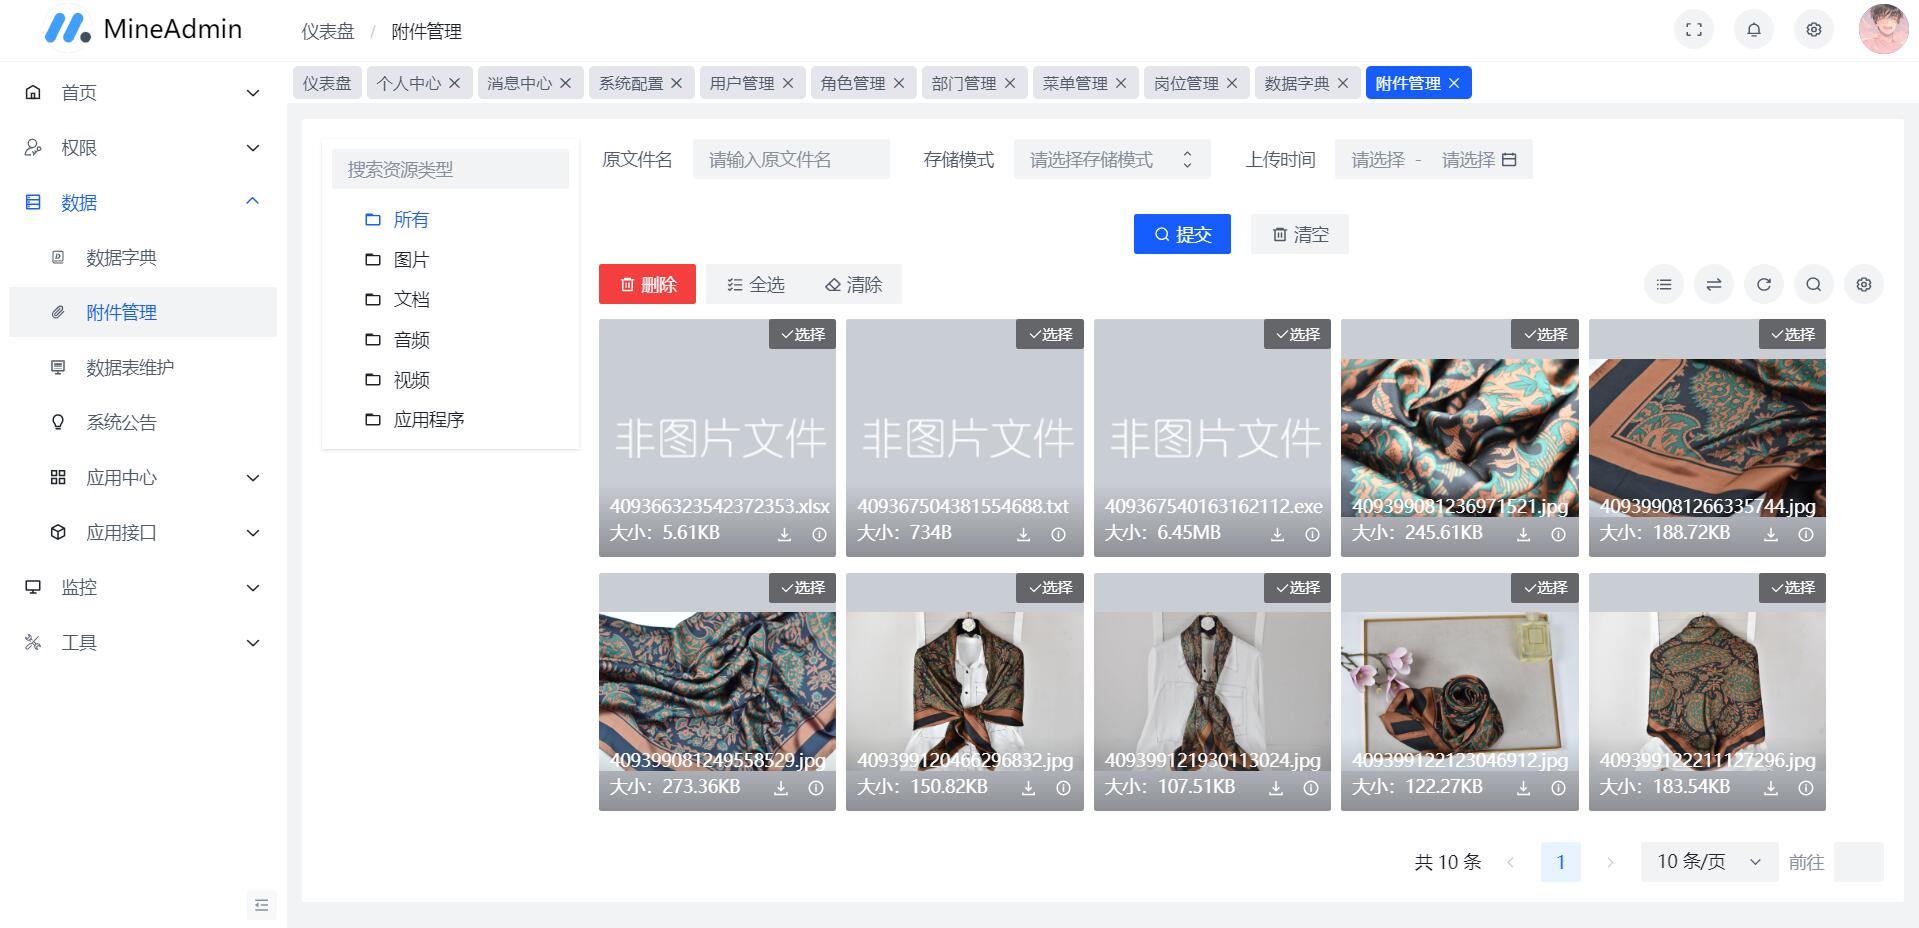 MineAdmin
仪表盘 / 附件管理
首页
权限
数据
数据字典
附件管理
数据表维护
系统公告
应用中心
应用接口
监控
工具
仪表盘 个人中心 消息中心 系统配置 用户管理 角色管理 部门管理 菜单管理 岗位管理 数据字典 附件管理
搜索资源类型
所有
图片
文档
音频
视频
应用程序
原文件名 请输入原文件名 存储模式 请选择存储模式 上传时间 请选择 - 请选择
提交 清空
删除 全选 清除
选择 选择 选择 选择 选择
非图片文件 非图片文件 非图片文件
409366323542372353.xlsx 409367504381554688.txt 409367540163162112.exe 409399081236971521.jpg 409399081266335744.jpg
大小：5.61KB 大小：734B 大小：6.45MB 大小：245.61KB 大小：188.72KB
选择 选择 选择 选择 选择
409399081249558529.jpg 409399120466296832.jpg 409399121930113024.jpg 409399122123046912.jpg 409399122211127296.jpg
大小：273.36KB 大小：150.82KB 大小：107.51KB 大小：122.27KB 大小：183.54KB
共 10 条 1 10 条/页 前往